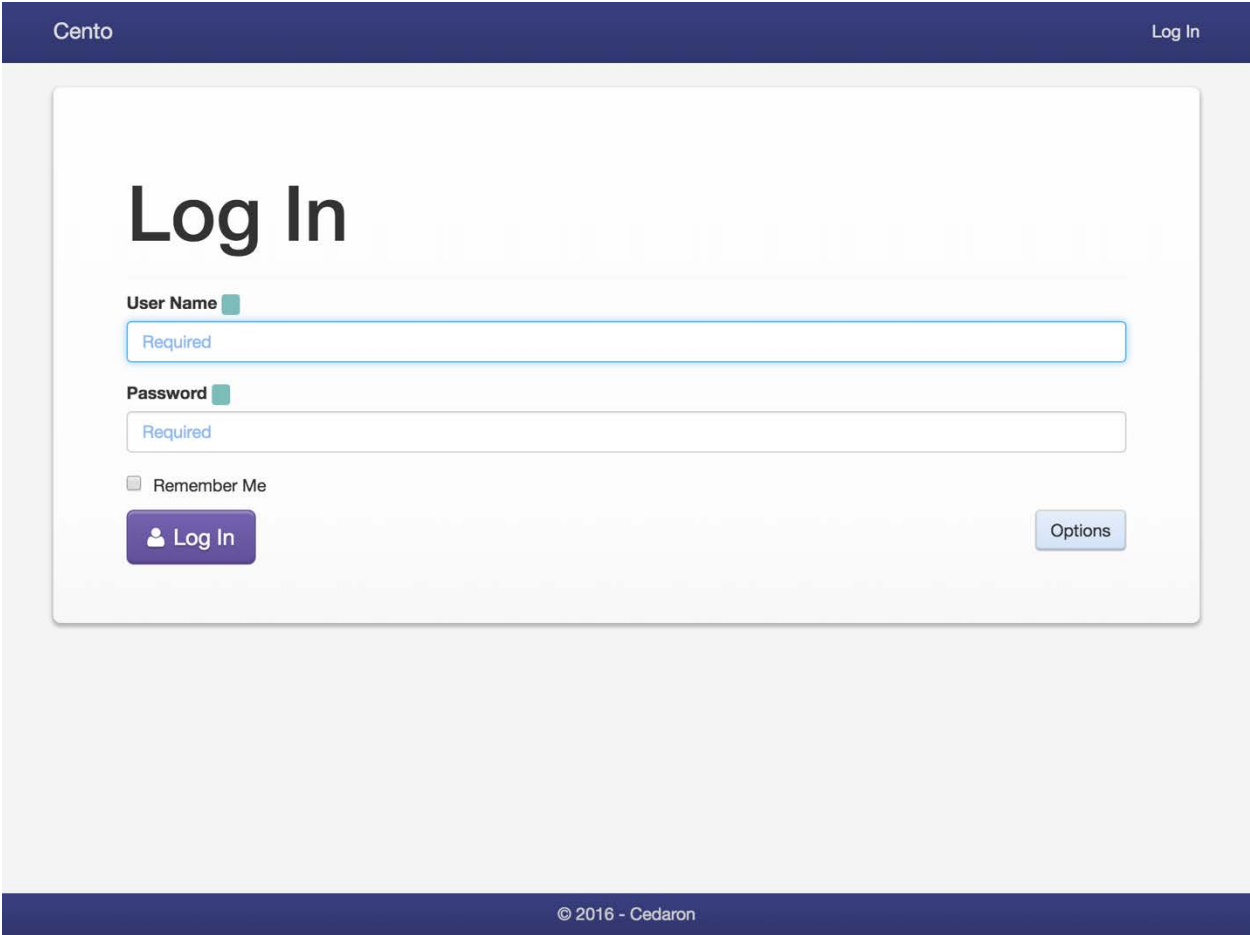 Cento Log In
Log In
User Name
Required
Password
Required
Remember Me
Log In Options
© 2016 - Cedaron